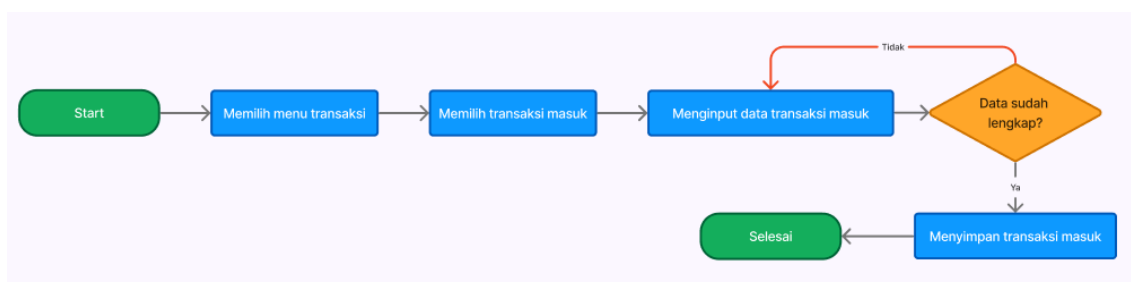 Tidak
Start
Memilih menu transaksi
Memilih transaksi masuk
Menginput data transaksi masuk
Data sudah
lengkap?
Ya
Selesai
Menyimpan transaksi masuk